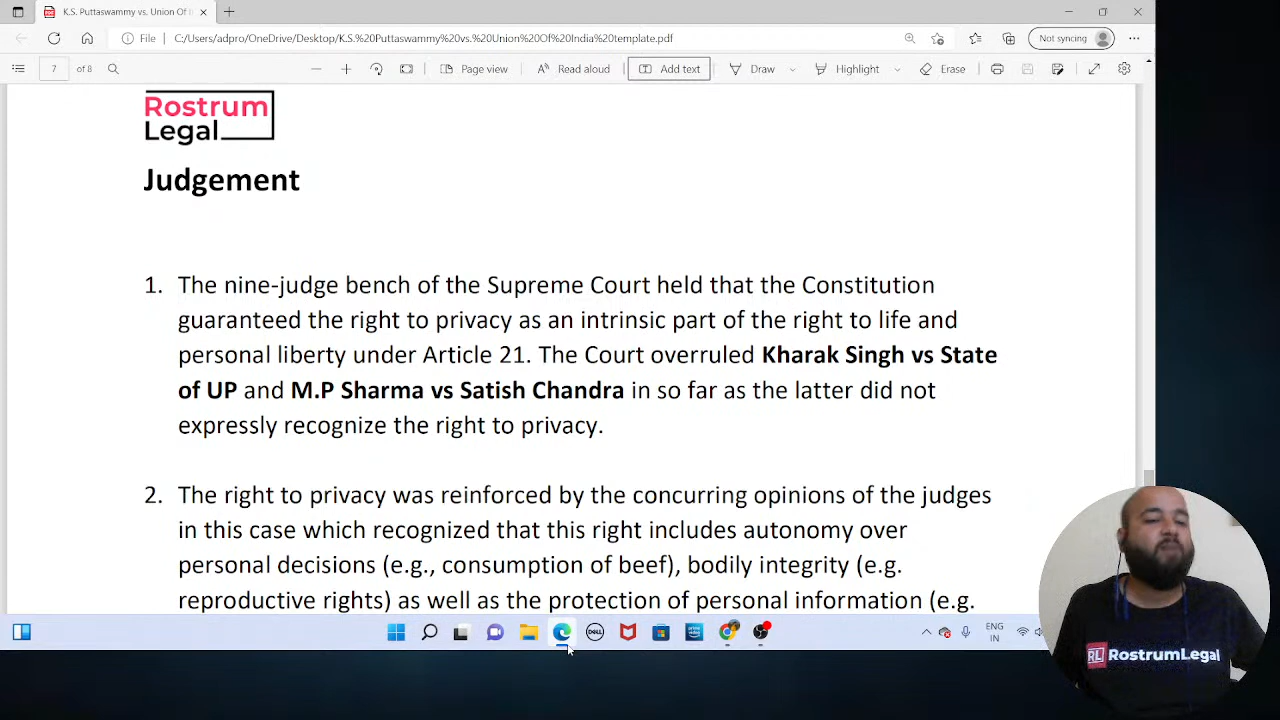 K.S. Puttaswammy vs. Union Of I
File
C:/Users/adpro/OneDrive/Desktop/K.S.%20Puttaswammy%20vs.%20Union%20Of%20India%20template.pdf
Not syncing
7 of 8
Page view
Read aloud
Add text
Draw
Highlight
Erase
Rostrum
Legal
Judgement
1. The nine-judge bench of the Supreme Court held that the Constitution
guaranteed the right to privacy as an intrinsic part of the right to life and
personal liberty under Article 21. The Court overruled Kharak Singh vs State
of UP and M.P Sharma vs Satish Chandra in so far as the latter did not
expressly recognize the right to privacy.
2. The right to privacy was reinforced by the concurring opinions of the judges
in this case which recognized that this right includes autonomy over
personal decisions (e.g., consumption of beef), bodily integrity (e.g.
reproductive rights) as well as the protection of personal information (e.g.
DELL
prime video
ENG
IN
RL RostrumLegal